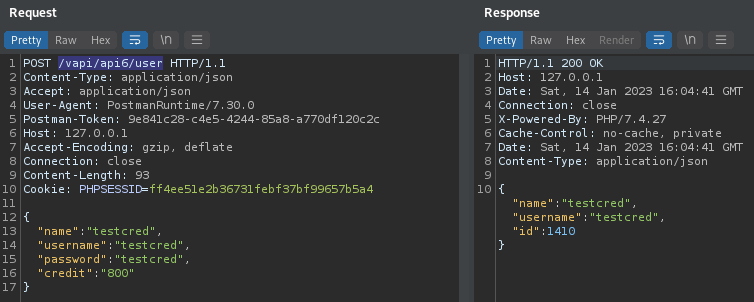 Request
Pretty Raw Hex \n
1 POST /vapi/api6/user HTTP/1.1
2 Content-Type: application/json
3 Accept: application/json
4 User-Agent: PostmanRuntime/7.30.0
5 Postman-Token: 9e841c28-c4e5-4244-85a8-a770df120c2c
6 Host: 127.0.0.1
7 Accept-Encoding: gzip, deflate
8 Connection: close
9 Content-Length: 93
10 Cookie: PHPSESSID=ff4ee51e2b36731febf37bf99657b5a4
11
12 {
13 "name":"testcred",
14 "username":"testcred",
15 "password":"testcred",
16 "credit":"800"
17 }
Response
Pretty Raw Hex Render \n
1 HTTP/1.1 200 OK
2 Host: 127.0.0.1
3 Date: Sat, 14 Jan 2023 16:04:41 GMT
4 Connection: close
5 X-Powered-By: PHP/7.4.27
6 Cache-Control: no-cache, private
7 Date: Sat, 14 Jan 2023 16:04:41 GMT
8 Content-Type: application/json
9
10 {
"name":"testcred",
"username":"testcred",
"id":1410
}